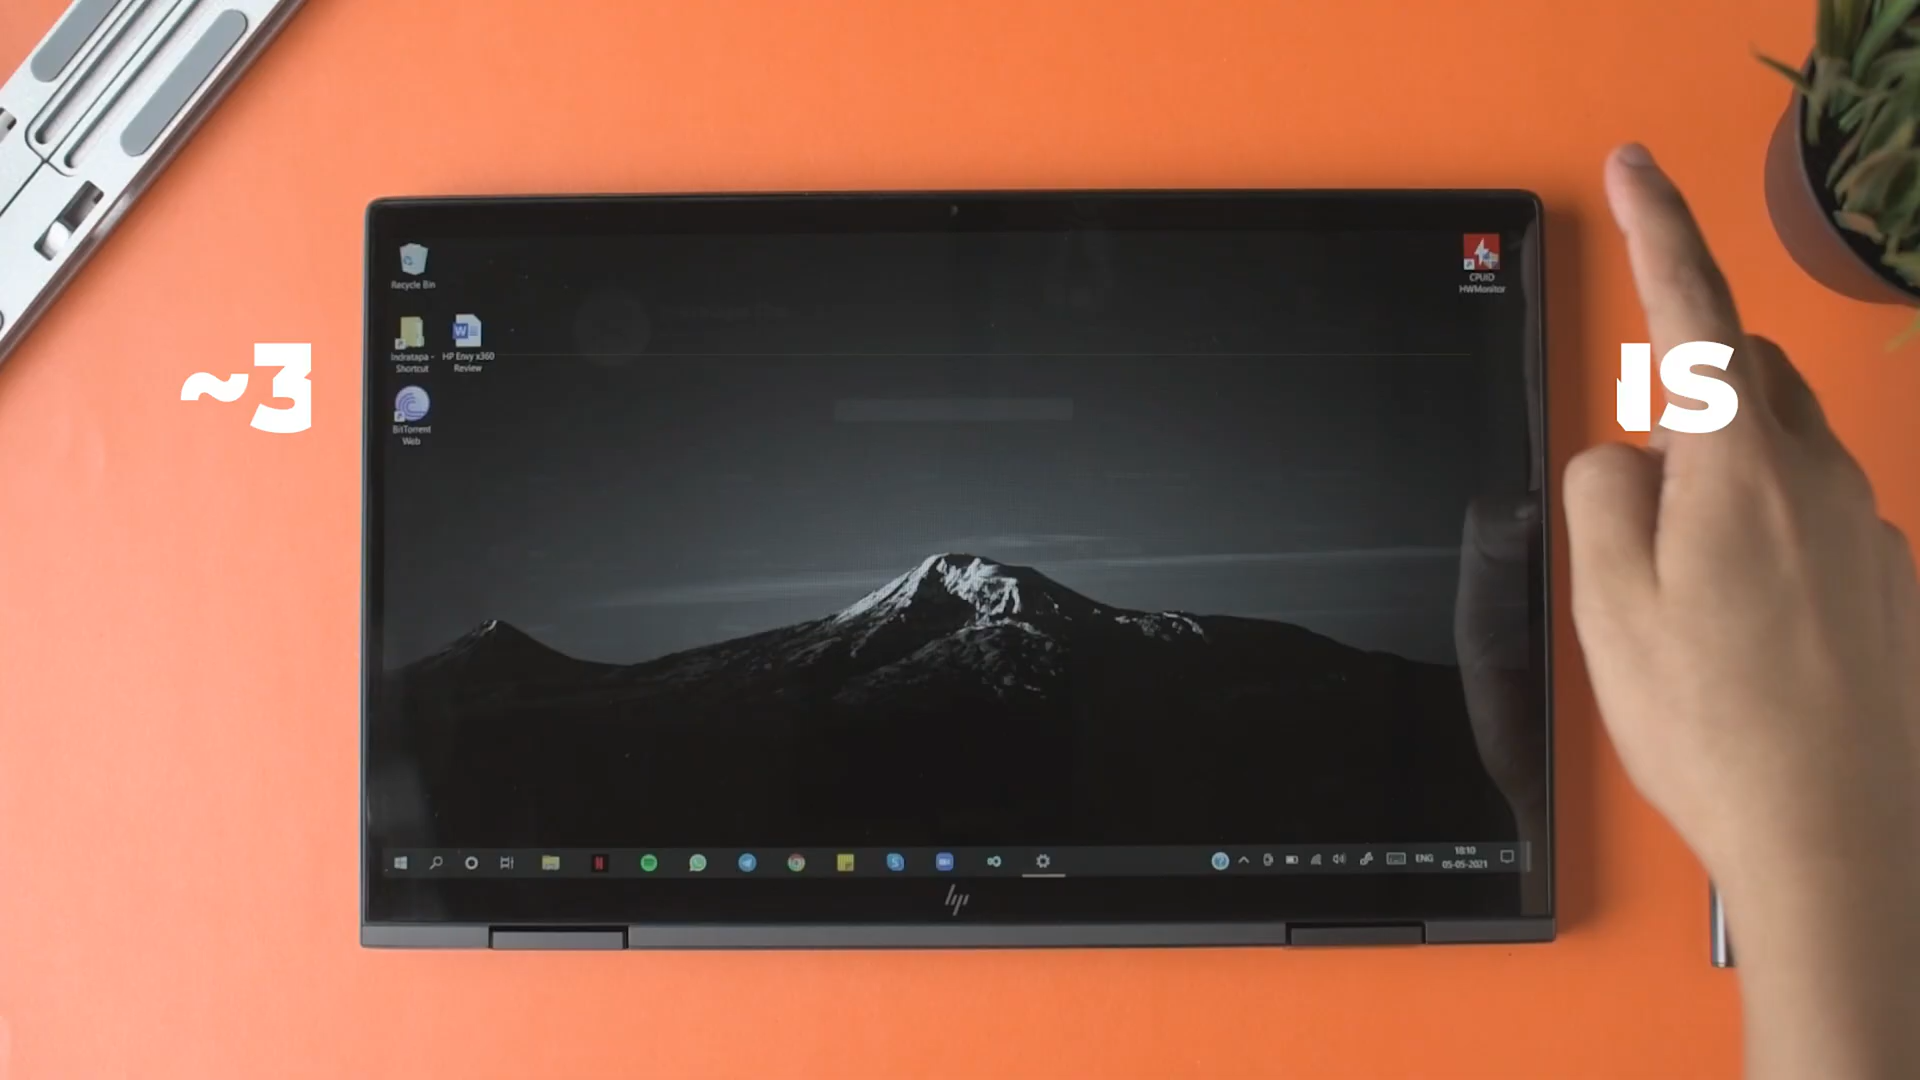 Recycle Bin
CPUID
HWMonitor
Indratapa -
Shortcut
HP Envy x360
Review
~3
BitTorrent
Web
ENG
18:10
05-05-2021
hp